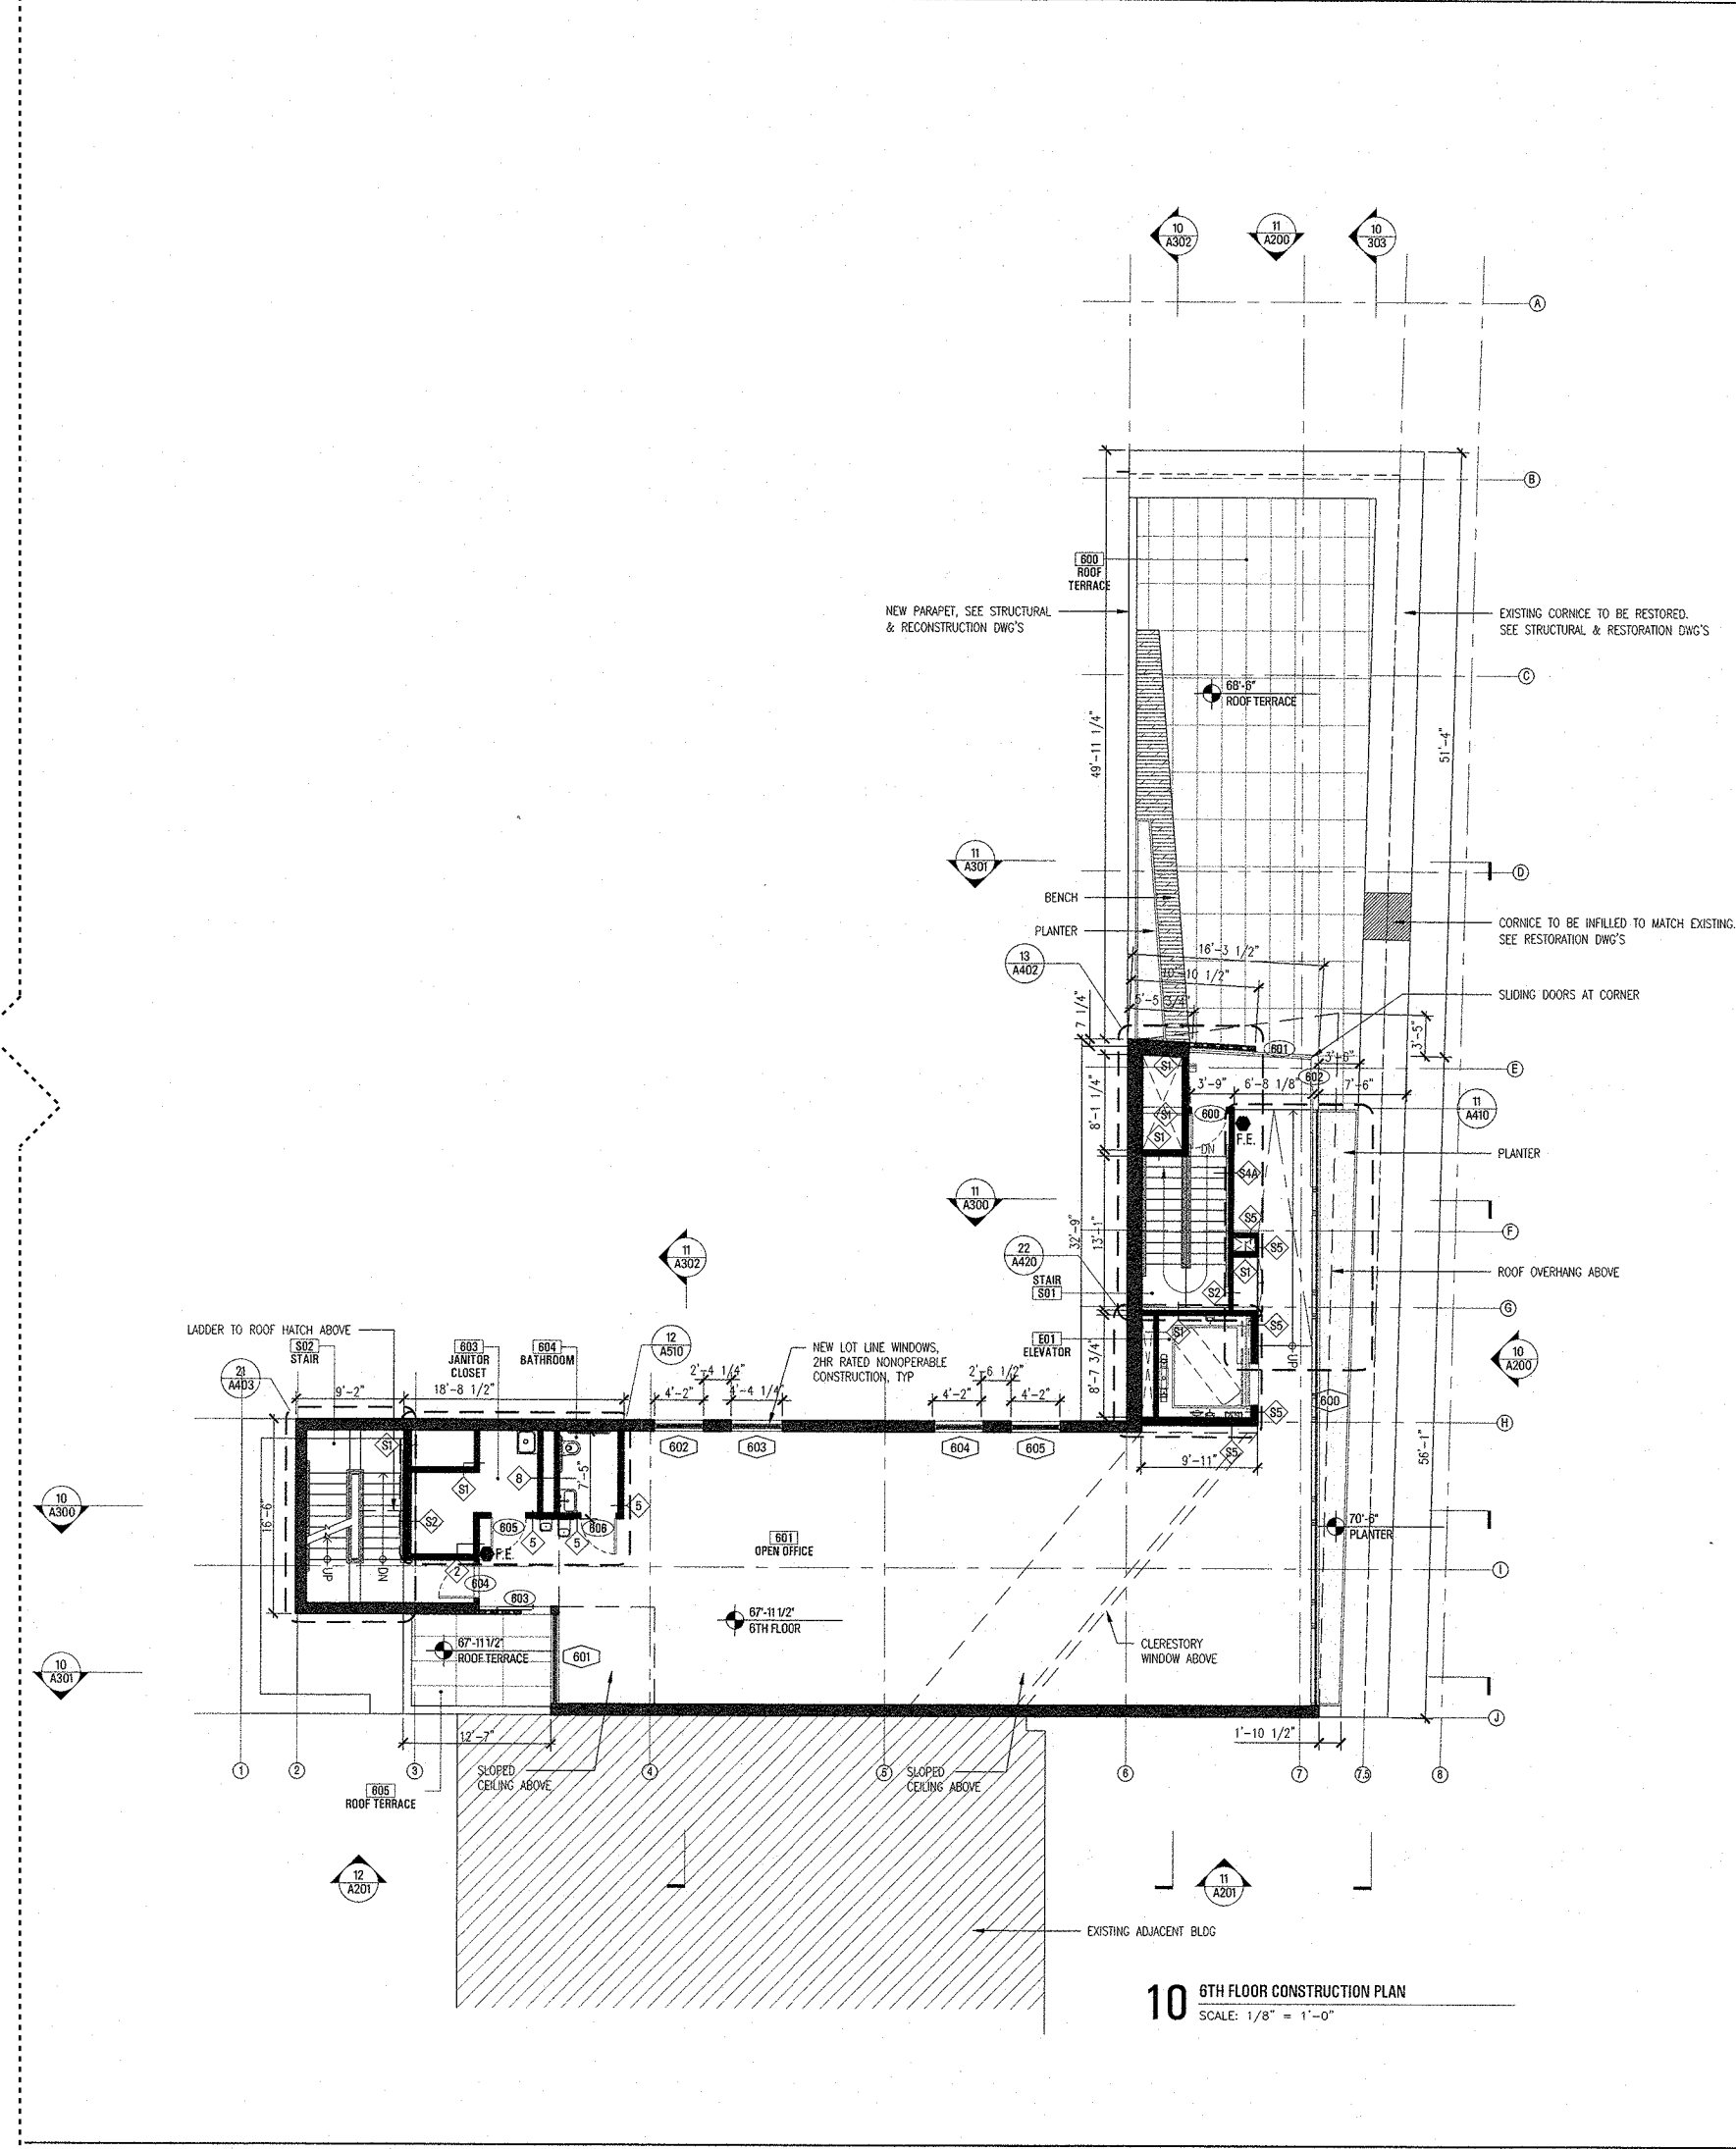 10
A302
11
A200
10
303
A
B
600
ROOF
TERRACE
NEW PARAPET, SEE STRUCTURAL
& RECONSTRUCTION DWG'S
EXISTING CORNICE TO BE RESTORED.
SEE STRUCTURAL & RESTORATION DWG'S
C
68'-6"
ROOF TERRACE
49'-11 1/4"
51'-4"
11
A301
D
BENCH
CORNICE TO BE INFILLED TO MATCH EXISTING.
SEE RESTORATION DWG'S
PLANTER
13
A402
16'-3 1/2"
10'-10 1/2"
5'-5 3/4"
7 1/4"
SLIDING DOORS AT CORNER
3'-5"
601
3'-6"
E
602
S1
3'-9"
6'-8 1/8"
7'-6"
8'-1 1/4"
S1
600
11
A410
F.E.
S1
DN
PLANTER
S4A
11
A300
S5
32'-9"
13'-1"
F
S5
22
A420
11
A302
S1
ROOF OVERHANG ABOVE
STAIR
S01
S2
G
S5
LADDER TO ROOF HATCH ABOVE
S02
STAIR
603
JANITOR
CLOSET
604
BATHROOM
12
A510
NEW LOT LINE WINDOWS,
2HR RATED NONOPERABLE
CONSTRUCTION, TYP
E01
ELEVATOR
S1
UP
10
A200
21
A403
9'-2"
18'-8 1/2"
2'-4 1/4"
4'-2"
4'-4 1/4"
2'-6 1/2"
4'-2"
4'-2"
8'-7 3/4"
600
S5
H
S1
602
603
604
605
S5
9'-11"
56'-1"
8
7'-5"
S1
10
A300
16'-6"
S2
5
605
606
5
5
F.E.
601
OPEN OFFICE
70'-6"
PLANTER
UP
DN
2
604
I
603
67'-11 1/2"
6TH FLOOR
67'-11 1/2"
ROOF TERRACE
601
CLERESTORY
WINDOW ABOVE
10
A301
J
12'-7"
1'-10 1/2"
1
2
3
4
5
6
7
7.5
8
SLOPED
CEILING ABOVE
SLOPED
CEILING ABOVE
605
ROOF TERRACE
12
A201
11
A201
EXISTING ADJACENT BLDG
10
6TH FLOOR CONSTRUCTION PLAN
SCALE: 1/8" = 1'-0"